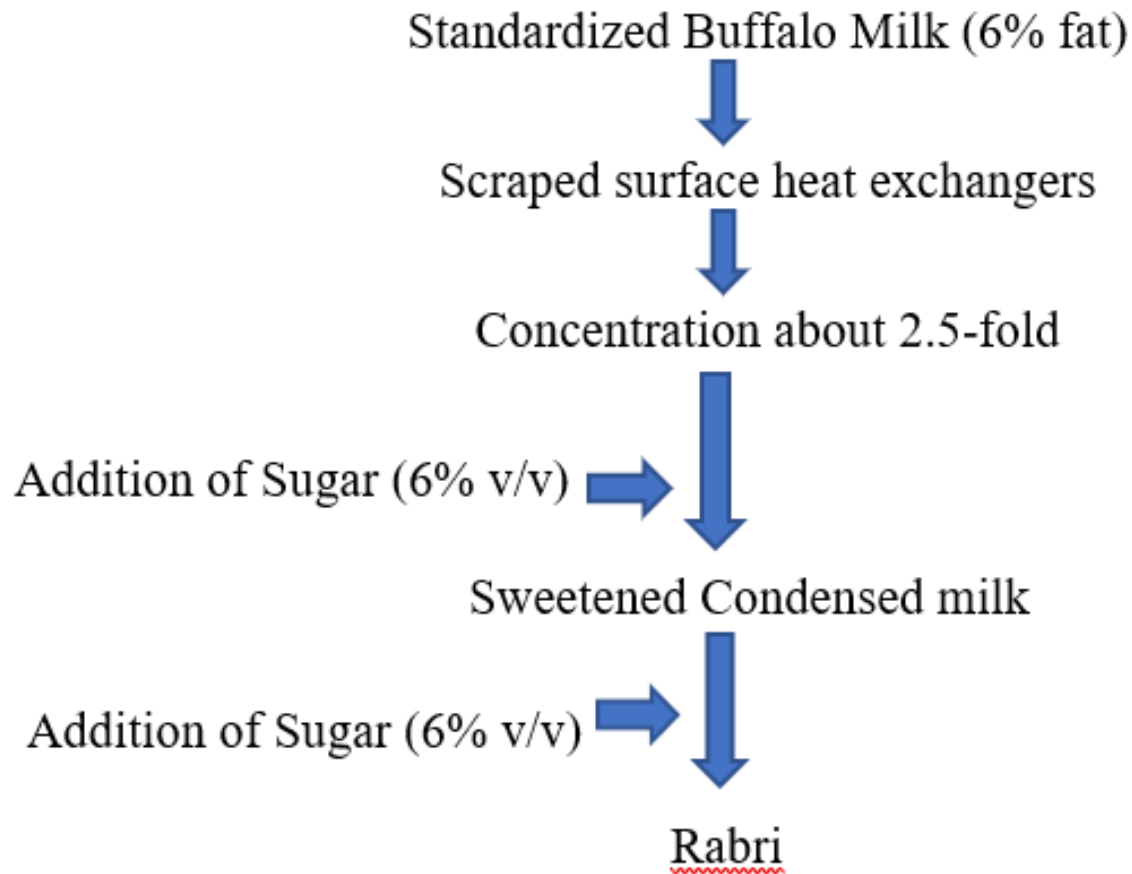 Standardized Buffalo Milk (6% fat)
Scraped surface heat exchangers
Concentration about 2.5-fold
Addition of Sugar (6% v/v)
Sweetened Condensed milk
Addition of Sugar (6% v/v)
Rabri